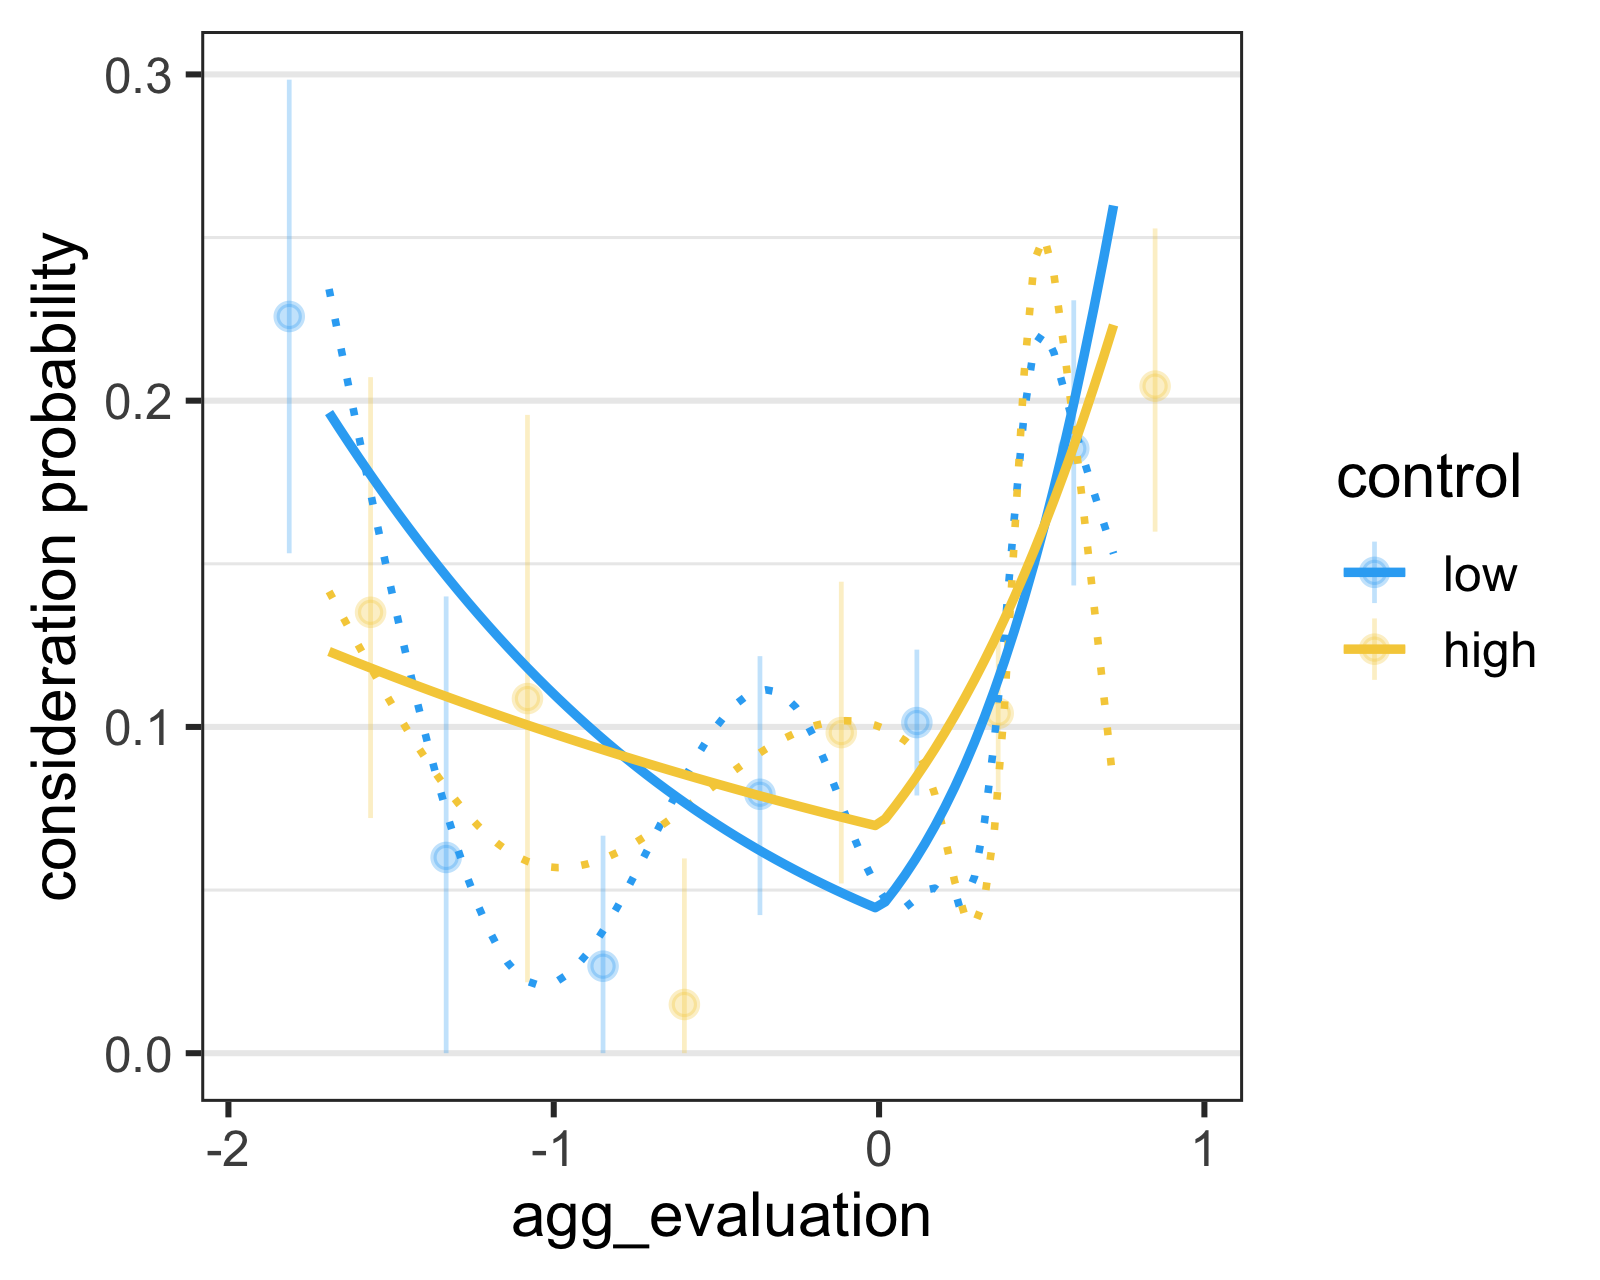 0.3
0.2
0.1
0.0
consideration probability
-2
-1
0
1
agg_evaluation
control
low
high